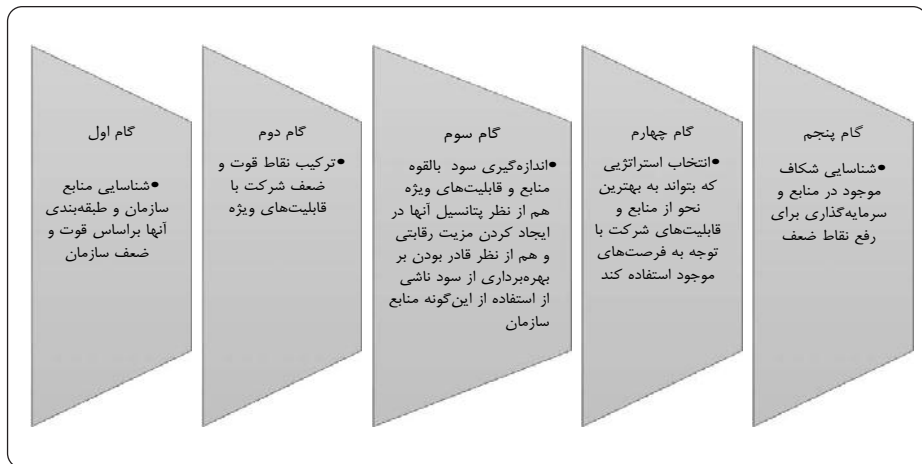 گام اول
•شناسایی منابع
سازمان و طبقه‌بندی
آنها براساس قوت و
ضعف سازمان
گام دوم
•ترکیب نقاط قوت و
ضعف شرکت با
قابلیت‌های ویژه
گام سوم
•اندازه‌گیری سود بالقوه
منابع و قابلیت‌های ویژه
هم از نظر پتانسیل آنها در
ایجاد کردن مزیت رقابتی
و هم از نظر قادر بودن بر
بهره‌برداری از سود ناشی
از استفاده از این‌گونه منابع
سازمان
گام چهارم
•انتخاب استراتژیی
که بتواند به بهترین
نحو از منابع و
قابلیت‌های شرکت با
توجه به فرصت‌های
موجود استفاده کند
گام پنجم
•شناسایی شکاف
موجود در منابع و
سرمایه‌گذاری برای
رفع نقاط ضعف